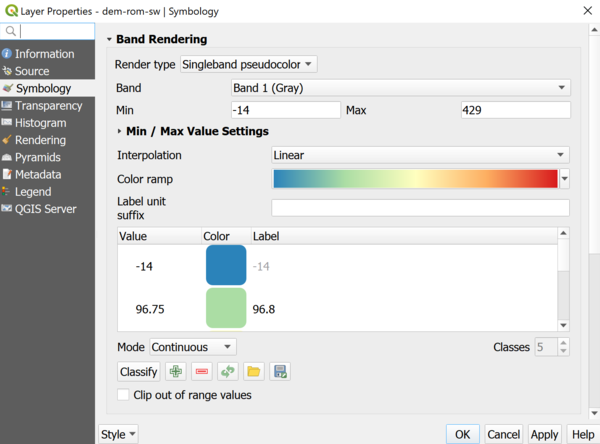 Layer Properties - dem-rom-sw | Symbology
Information
Source
Symbology
Transparency
Histogram
Rendering
Pyramids
Metadata
Legend
QGIS Server
Band Rendering
Render type Singleband pseudocolor
Band Band 1 (Gray)
Min -14 Max 429
Min / Max Value Settings
Interpolation Linear
Color ramp
Label unit
suffix
Value Color Label
-14 -14
96.75 96.8
Mode Continuous Classes 5
Classify
Clip out of range values
Style OK Cancel Apply Help